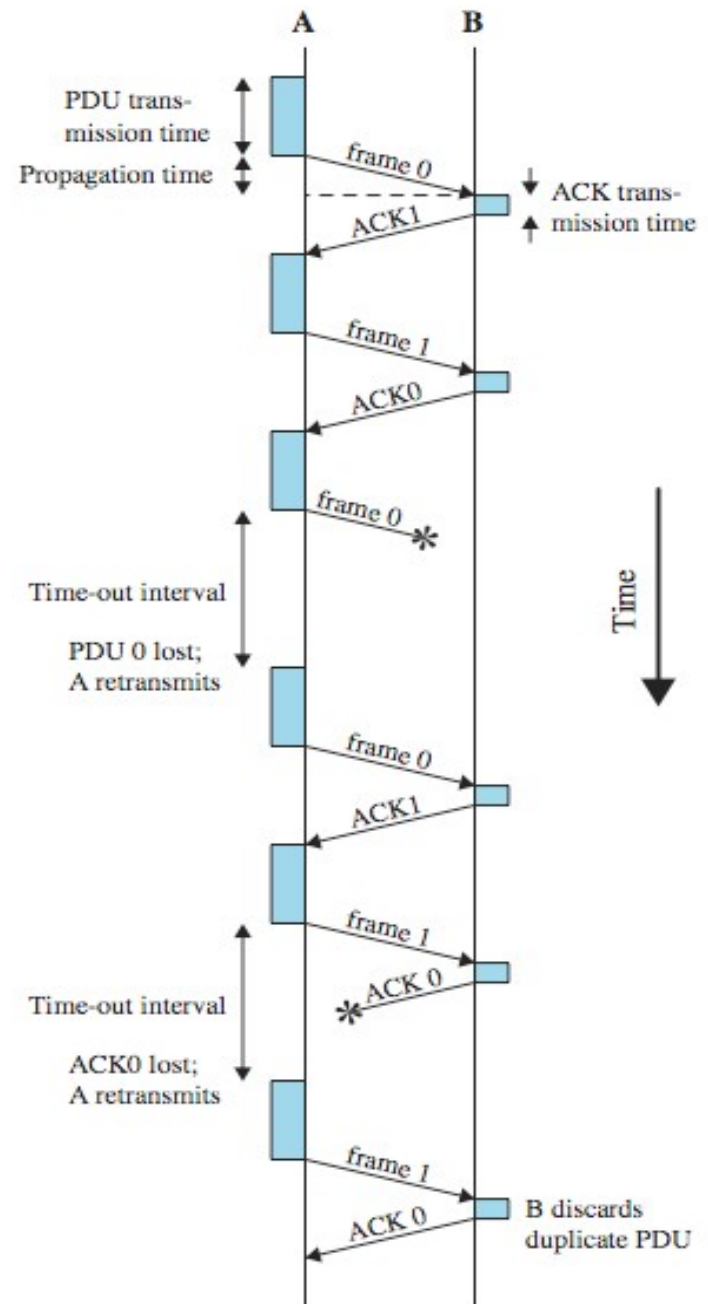 A
B
PDU trans-
mission time
Propagation time
frame 0
ACK trans-
mission time
ACK1
frame 1
ACK0
frame 0
Time-out interval
Time
PDU 0 lost;
A retransmits
frame 0
ACK1
frame 1
ACK 0
Time-out interval
ACK0 lost;
A retransmits
frame 1
ACK 0
B discards
duplicate PDU